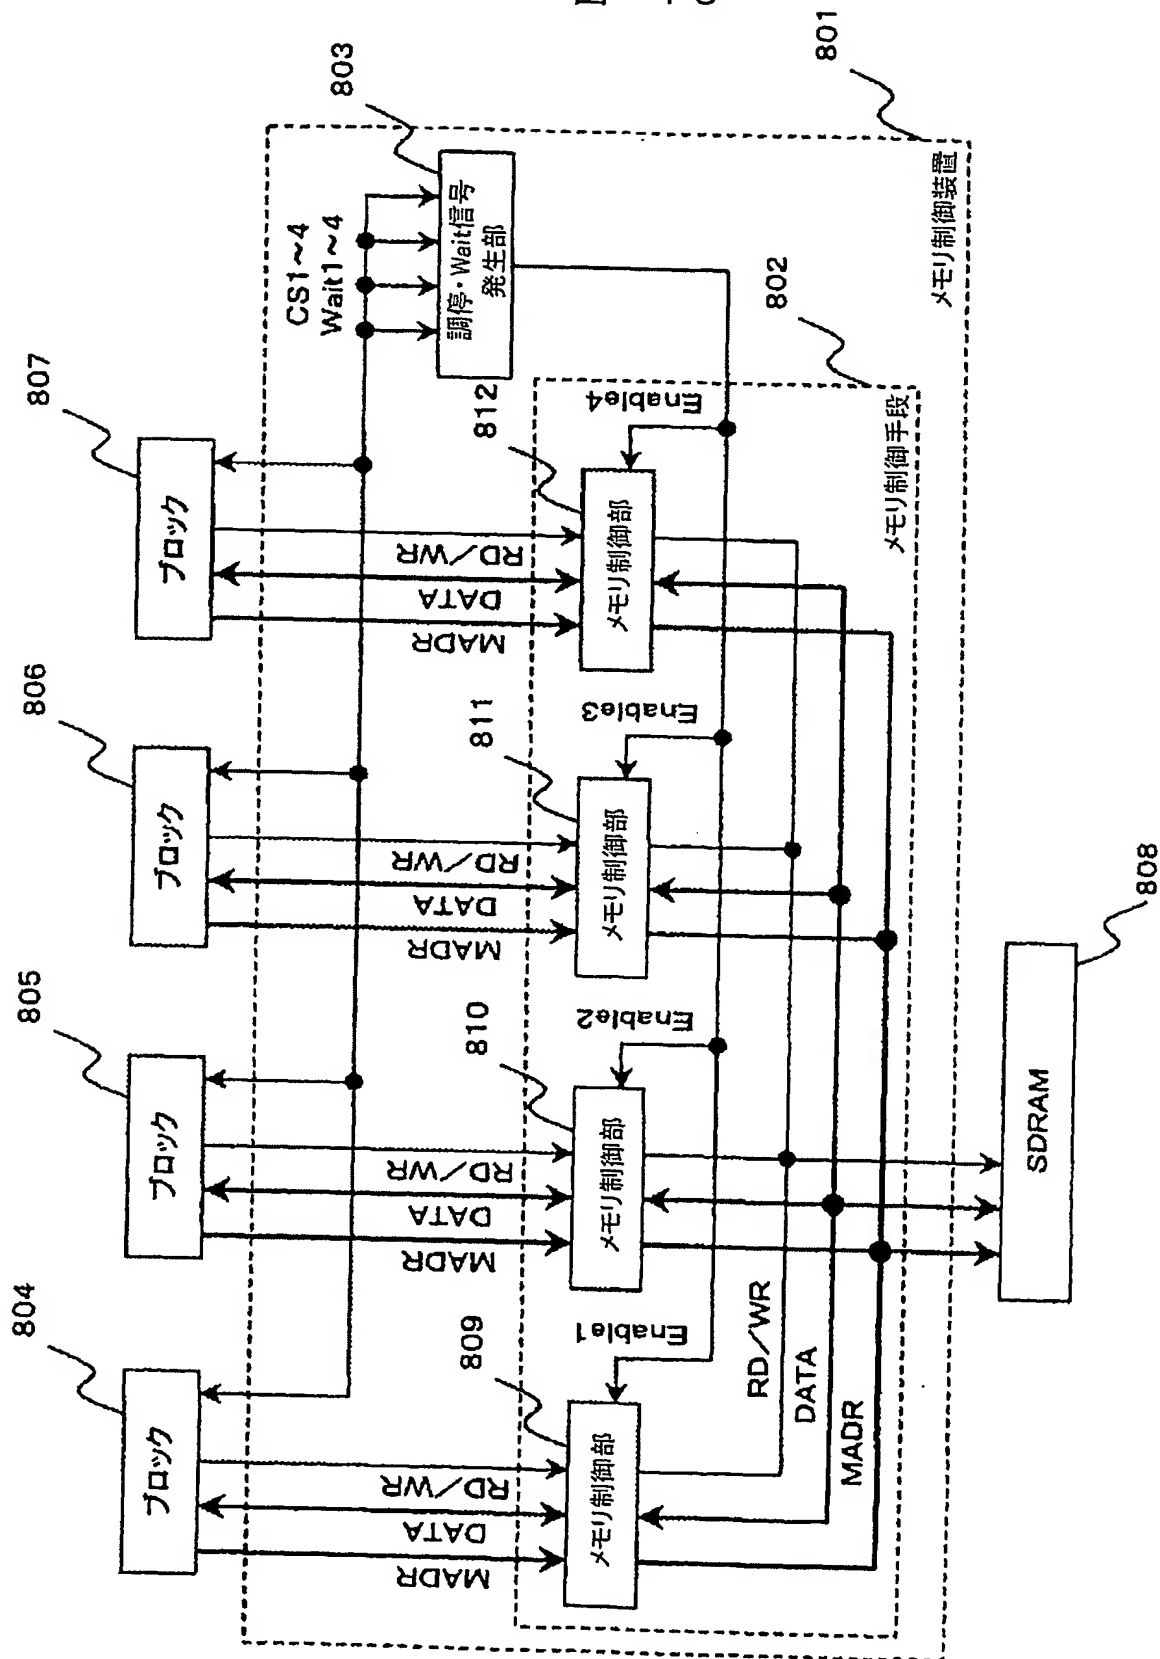 801
803
CS1~4
Wait1~4
調停・Wait信号
発生部
メモリ制御装置
802
メモリ制御手段
807
ブロック
RD/WR
DATA
MADR
812
Enable4
メモリ制御部
806
ブロック
RD/WR
DATA
MADR
811
Enable3
メモリ制御部
805
ブロック
RD/WR
DATA
MADR
810
Enable2
メモリ制御部
804
ブロック
RD/WR
DATA
MADR
809
Enable1
メモリ制御部
RD/WR
DATA
MADR
SDRAM
808